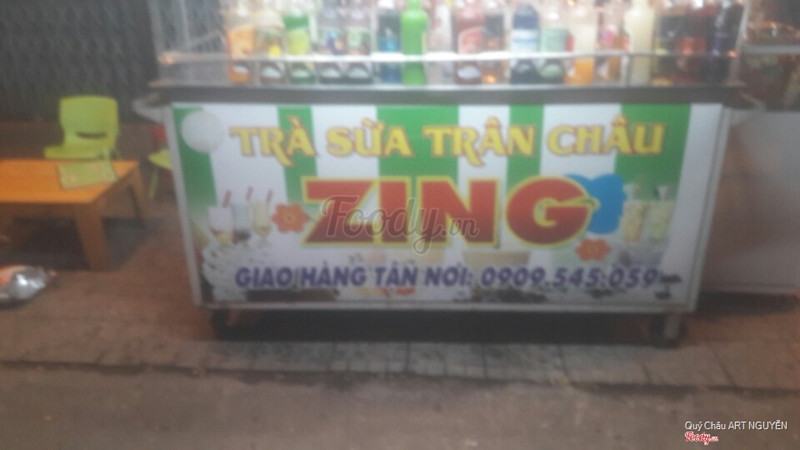 TRÀ SỮA TRÂN CHÂU
ZING
Foody.vn
GIAO HÀNG TẬN NƠI: 0909.545.059
Quý Châu ART NGUYỄN
Foody.vn